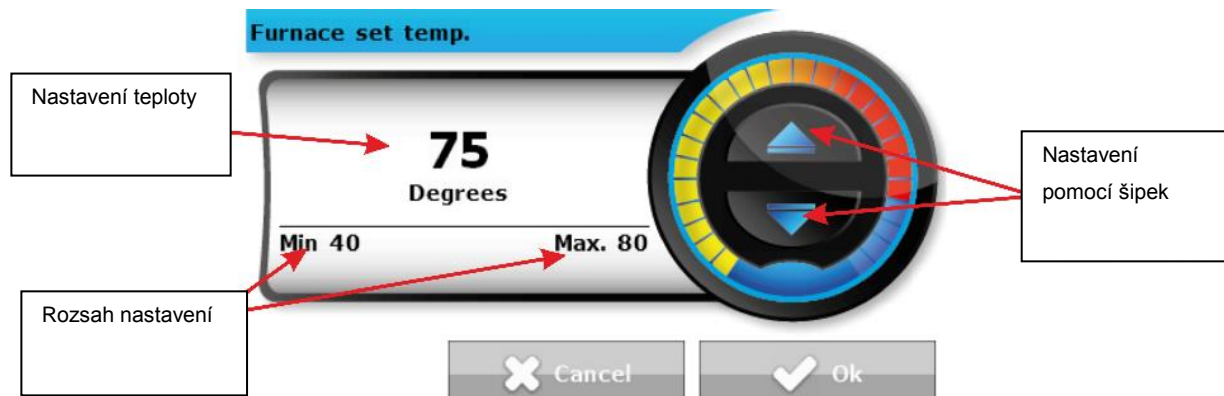 Furnace set temp.
Nastavení teploty
75
Degrees
Min 40 Max. 80
Nastavení
pomocí šipek
Rozsah nastavení
Cancel Ok